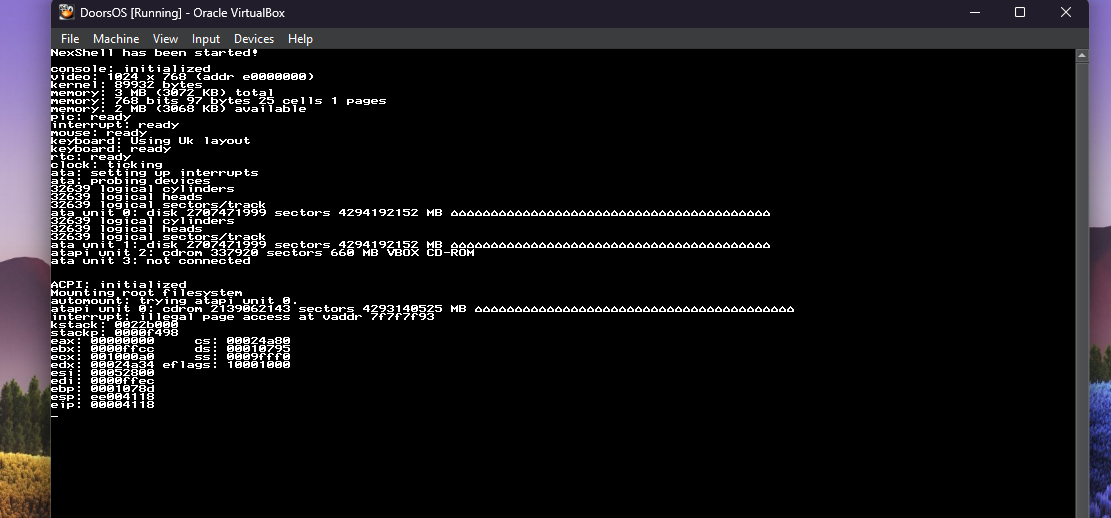 DoorsOS [Running] - Oracle VirtualBox
File Machine View Input Devices Help
NexShell has been started!
console: initialized
video: 1024 x 768 (addr e0000000)
kernel: 89932 bytes
memory: 3 MB (3072 KB) total
memory: 768 bits 97 bytes 25 cells 1 pages
memory: 2 MB (3068 KB) available
pic: ready
interrupt: ready
mouse: ready
keyboard: Using Uk layout
keyboard: ready
rtc: ready
clock: ticking
ata: setting up interrupts
ata: probing devices
32639 logical cylinders
32639 logical heads
32639 logical sectors/track
ata unit 0: disk 2707471999 sectors 4294192152 MB ΔΔΔΔΔΔΔΔΔΔΔΔΔΔΔΔΔΔΔΔΔΔΔΔΔΔΔΔΔΔΔΔΔΔΔΔΔΔΔΔ
32639 logical cylinders
32639 logical heads
32639 logical sectors/track
ata unit 1: disk 2707471999 sectors 4294192152 MB ΔΔΔΔΔΔΔΔΔΔΔΔΔΔΔΔΔΔΔΔΔΔΔΔΔΔΔΔΔΔΔΔΔΔΔΔΔΔΔΔ
atapi unit 2: cdrom 337920 sectors 660 MB VBOX CD-ROM
ata unit 3: not connected
ACPI: initialized
Mounting root filesystem
automount: trying atapi unit 0.
atapi unit 0: cdrom 2139062143 sectors 4293140525 MB ΔΔΔΔΔΔΔΔΔΔΔΔΔΔΔΔΔΔΔΔΔΔΔΔΔΔΔΔΔΔΔΔΔΔΔΔΔΔΔΔ
interrupt: illegal page access at vaddr 7f7f7f93
kstack: 0022b000
stackp: 0000f498
eax: 00000000 cs: 00024a80
ebx: 0000ffcc ds: 00010795
ecx: 001000a0 ss: 0009fff0
edx: 00024a34 eflags: 10001000
esi: 00052800
edi: 0000ffec
ebp: 0001078d
esp: ee004118
eip: 00004118
_